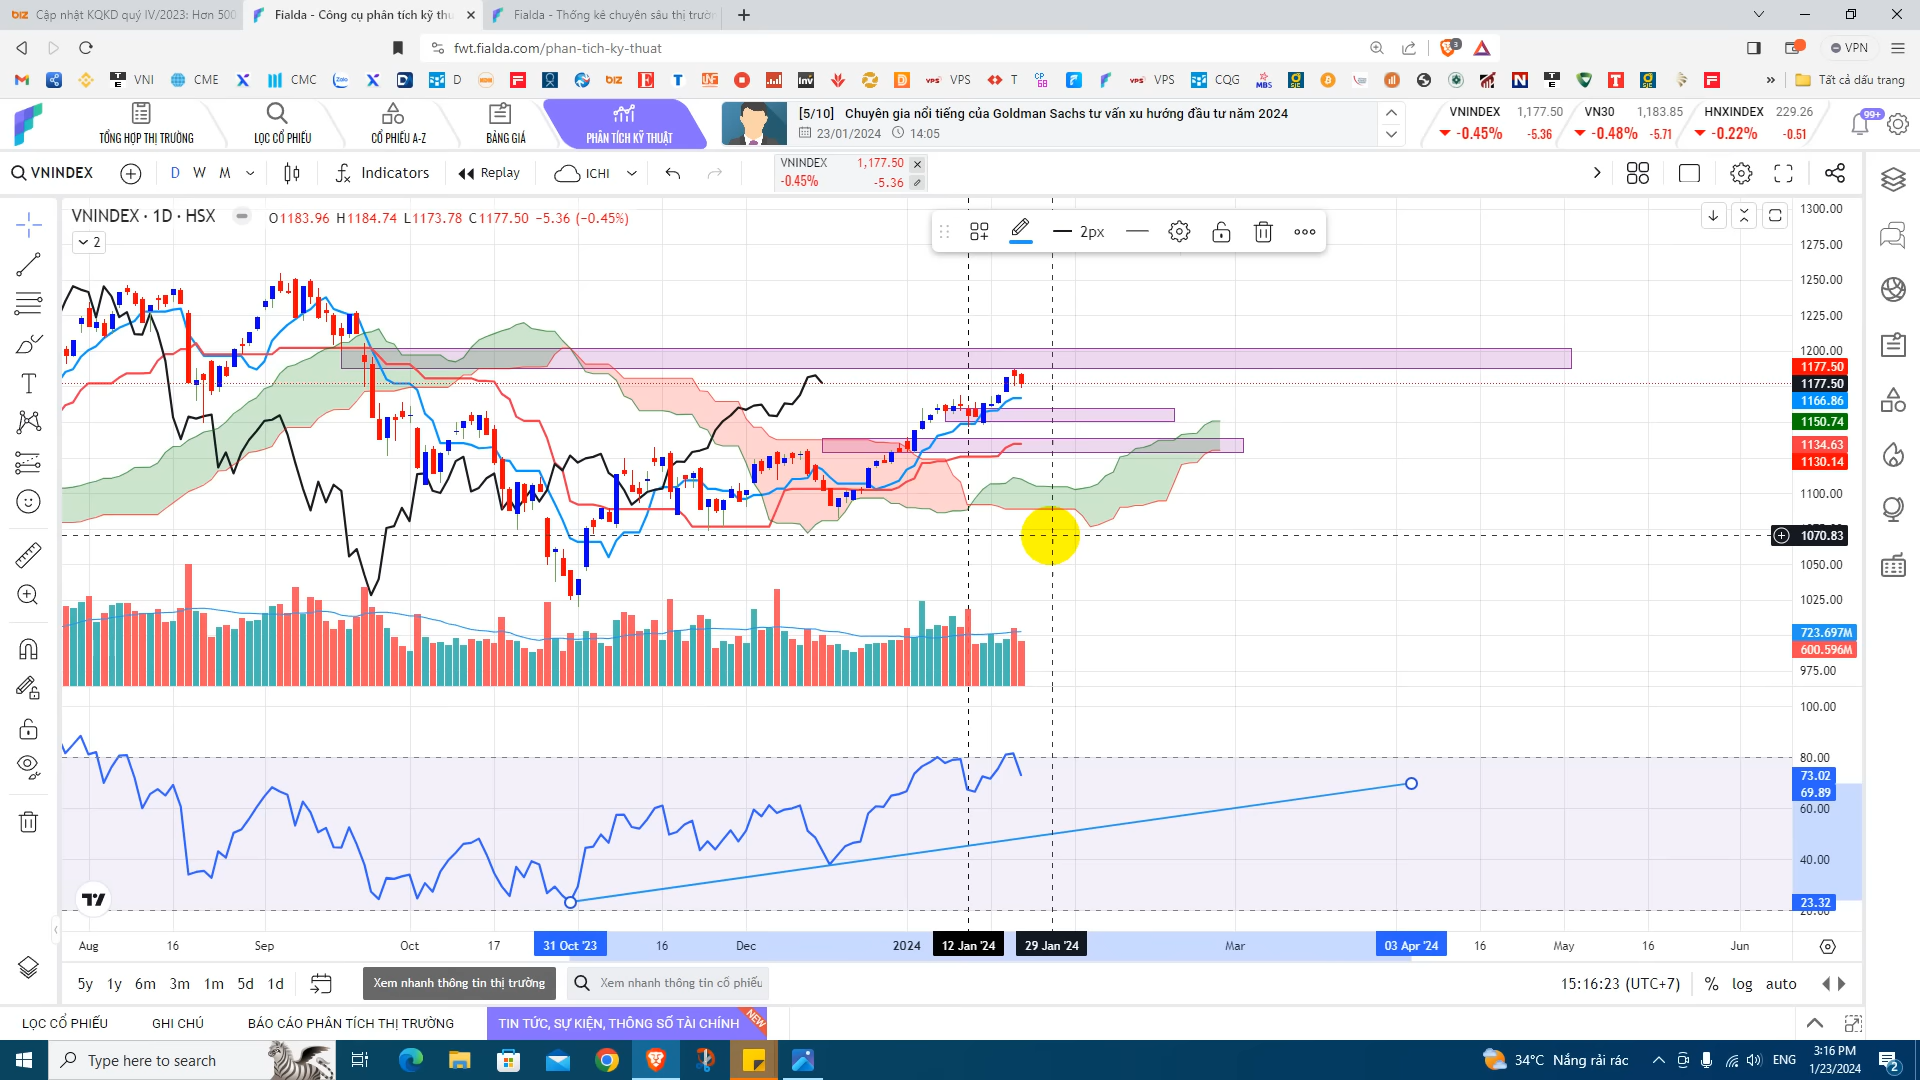 Cập nhật KQKD quý IV/2023: Hơn 500
Fialda - Công cụ phân tích kỹ thu
Fialda - Thống kê chuyên sâu thị trườn
fwt.fialda.com/phan-tich-ky-thuat
VPN
VNI
CME
CMC
D
VPS
T
VPS
CQG
Tất cả dấu trang
TỔNG HỢP THỊ TRƯỜNG
LỌC CỔ PHIẾU
CỔ PHIẾU A-Z
BẢNG GIÁ
PHÂN TÍCH KỸ THUẬT
[5/10] Chuyên gia nổi tiếng của Goldman Sachs tư vấn xu hướng đầu tư năm 2024
23/01/2024 14:05
VNINDEX 1,177.50
-0.45% -5.36
VN30 1,183.85
-0.48% -5.71
HNXINDEX 229.26
-0.22% -0.51
99+
VNINDEX
D W M
Indicators
Replay
ICHI
VNINDEX 1,177.50
-0.45% -5.36
VNINDEX · 1D · HSX
O1183.96 H1184.74 L1173.78 C1177.50 -5.36 (-0.45%)
2
2px
1300.00
1275.00
1250.00
1225.00
1200.00
1177.50
1177.50
1166.86
1150.74
1134.63
1130.14
1100.00
1070.83
1050.00
1025.00
723.697M
600.596M
975.00
100.00
80.00
73.02
69.89
60.00
40.00
23.32
20.00
Aug 16 Sep Oct 17 31 Oct '23 16 Dec 2024 12 Jan '24 29 Jan '24 Mar 03 Apr '24 16 May 16 Jun
5y 1y 6m 3m 1m 5d 1d
Xem nhanh thông tin thị trường
Xem nhanh thông tin cổ phiếu
15:16:23 (UTC+7) % log auto
LỌC CỔ PHIẾU
GHI CHÚ
BÁO CÁO PHÂN TÍCH THỊ TRƯỜNG
TIN TỨC, SỰ KIỆN, THÔNG SỐ TÀI CHÍNH
NEW
Type here to search
34°C Nắng rải rác
ENG
3:16 PM
1/23/2024
2